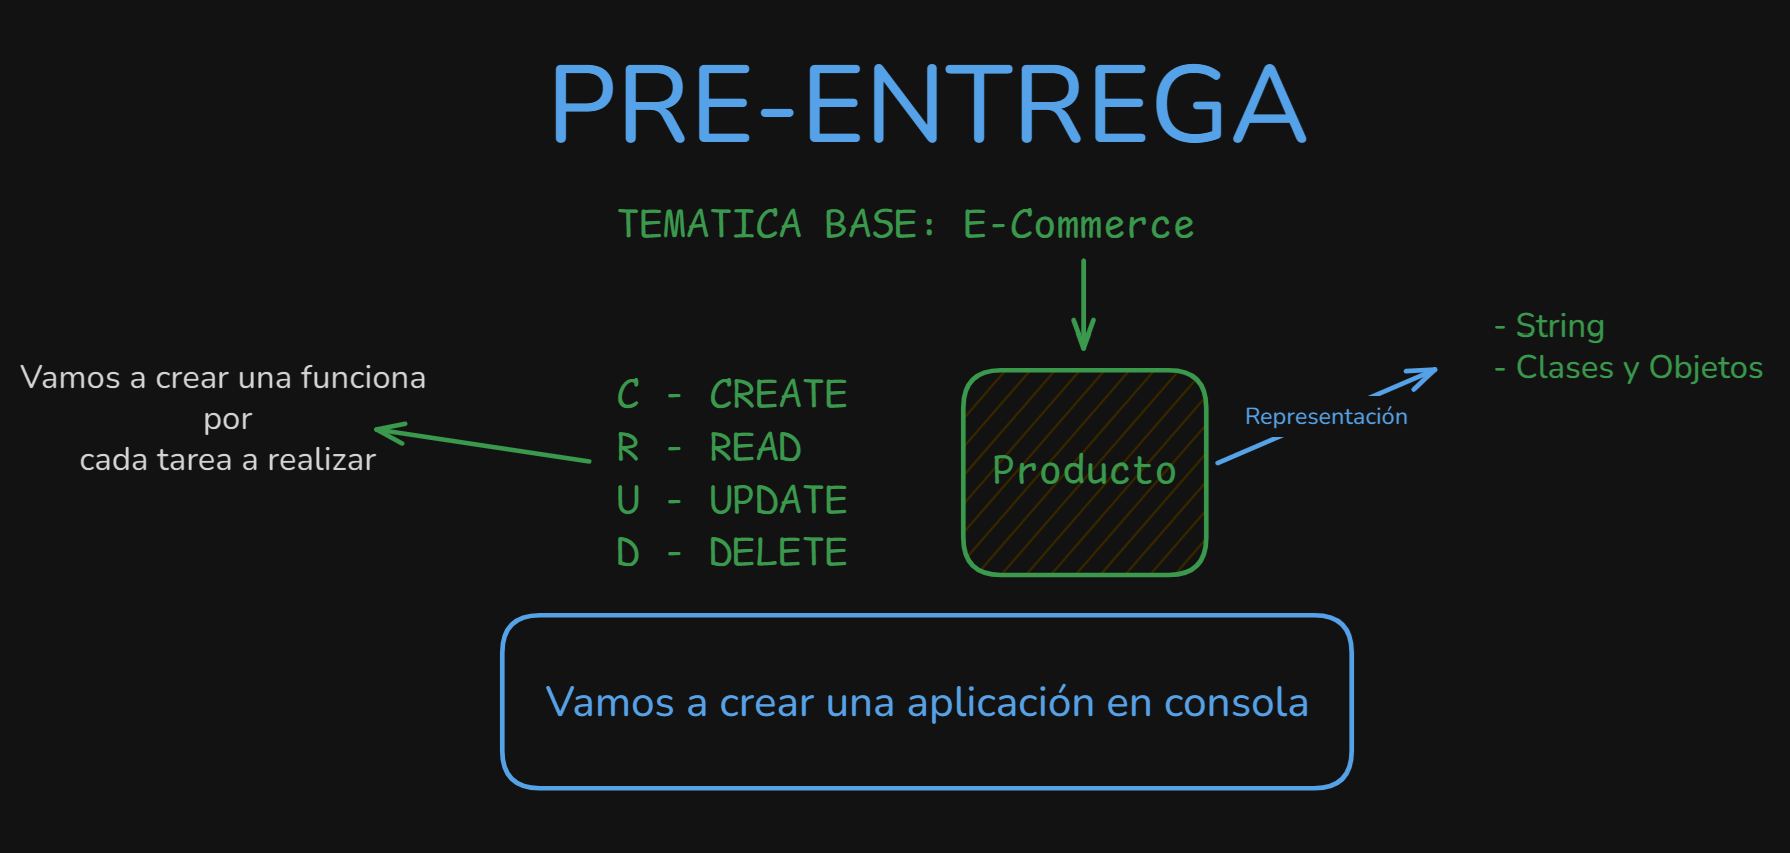 PRE-ENTREGA
TEMATICA BASE: E-Commerce
Vamos a crear una funciona
por
cada tarea a realizar
C - CREATE
R - READ
U - UPDATE
D - DELETE
Producto
Representación
- String
- Clases y Objetos
Vamos a crear una aplicación en consola